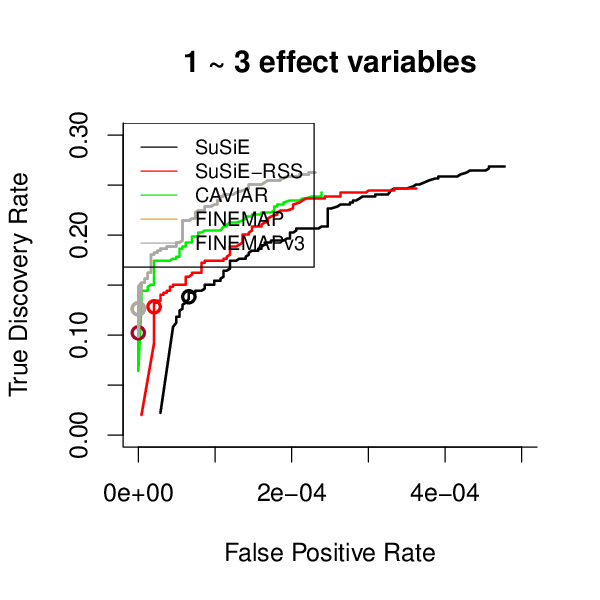 1 ~ 3 effect variables
True Discovery Rate
0.30
0.20
0.10
0.00
SuSiE
SuSiE−RSS
CAVIAR
FINEMAP
FINEMAPv3
0e+00 2e−04 4e−04
False Positive Rate